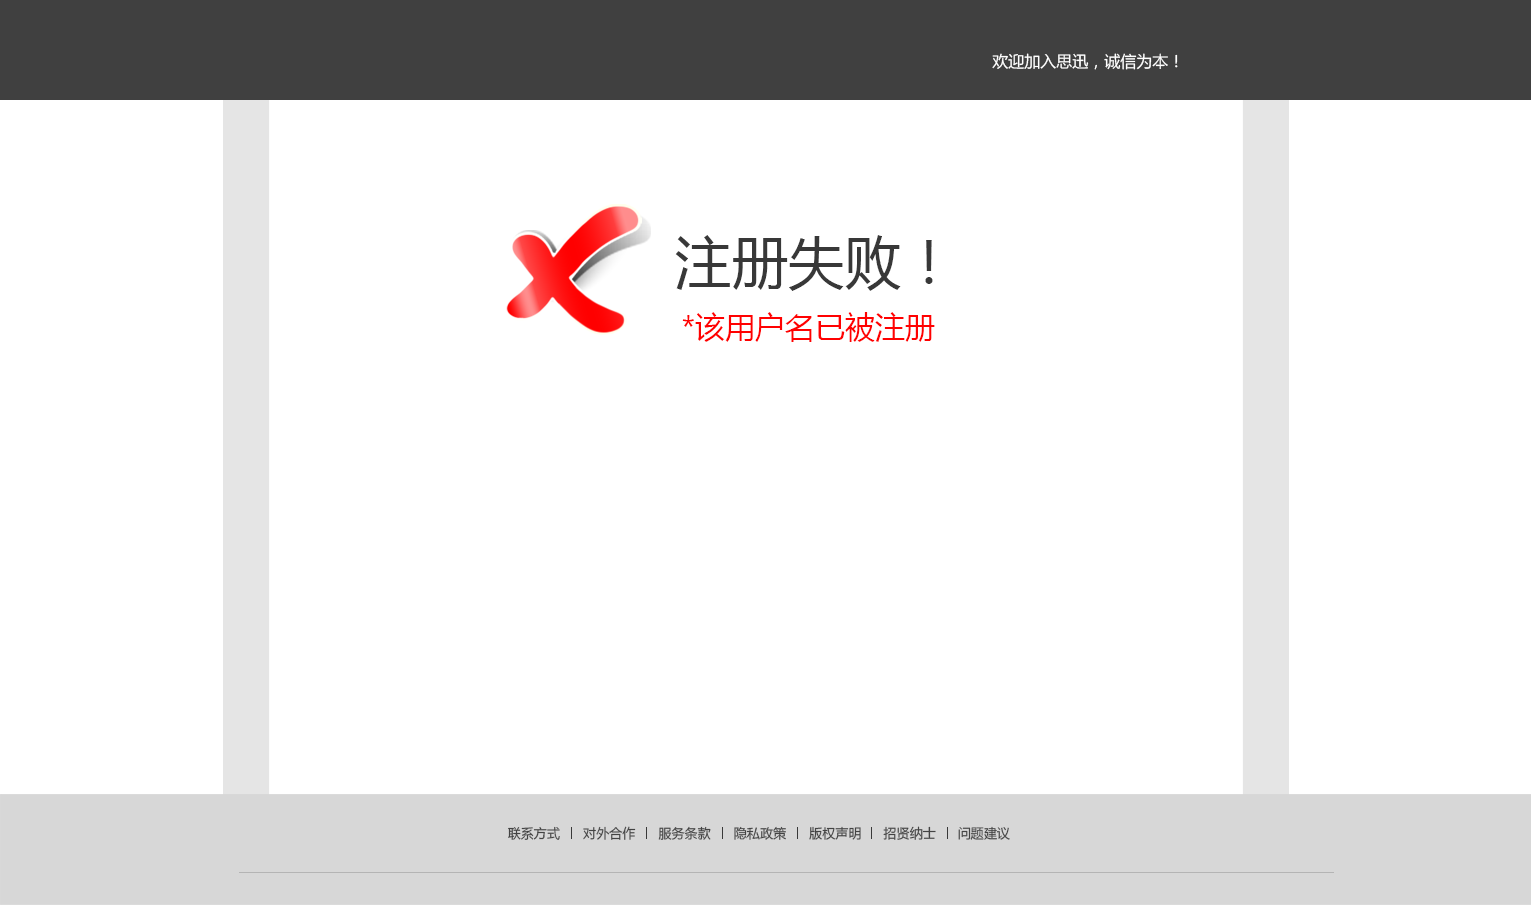 欢迎加入思迅，诚信为本！
注册失败！
*该用户名已被注册
联系方式 | 对外合作 | 服务条款 | 隐私政策 | 版权声明 | 招贤纳士 | 问题建议